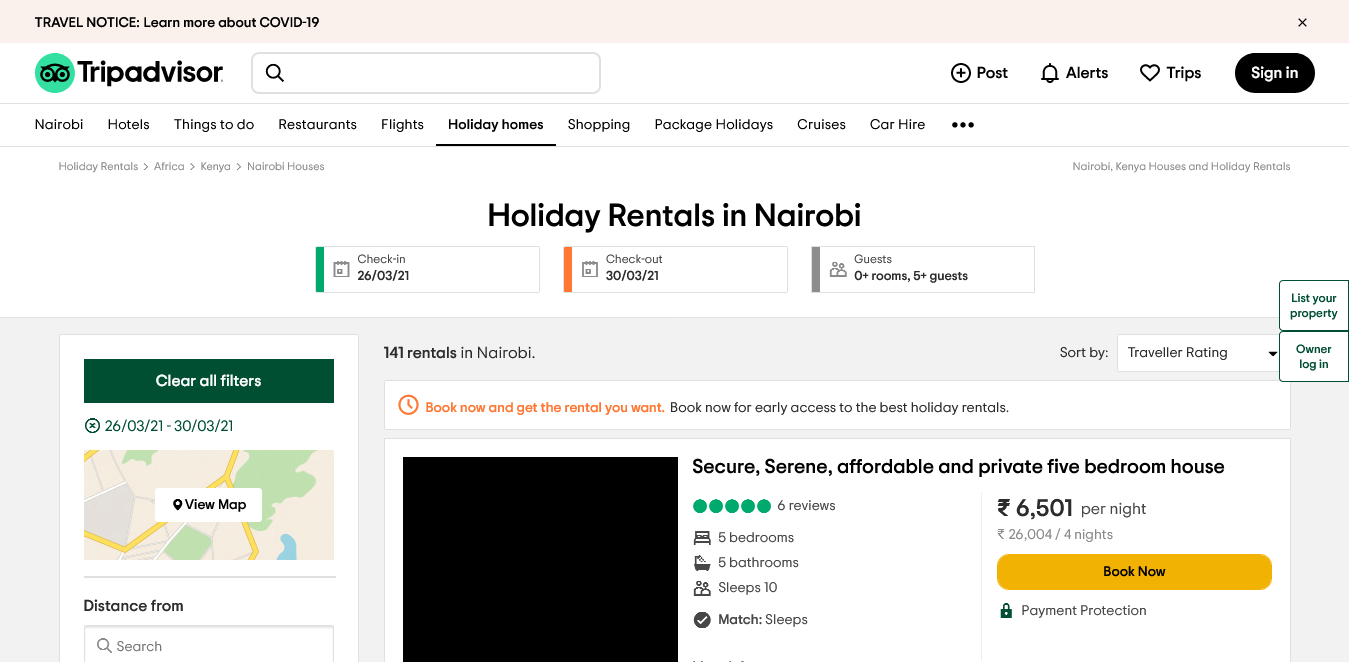 TRAVEL NOTICE: Learn more about COVID-19
Tripadvisor
Post
Alerts
Trips
Sign in
Nairobi
Hotels
Things to do
Restaurants
Flights
Holiday homes
Shopping
Package Holidays
Cruises
Car Hire
Holiday Rentals > Africa > Kenya > Nairobi Houses
Nairobi, Kenya Houses and Holiday Rentals
Holiday Rentals in Nairobi
Check-in
26/03/21
Check-out
30/03/21
Guests
0+ rooms, 5+ guests
List your
property
Owner
log in
Clear all filters
26/03/21 - 30/03/21
View Map
Distance from
Search
141 rentals in Nairobi.
Sort by:
Traveller Rating
Book now and get the rental you want. Book now for early access to the best holiday rentals.
Secure, Serene, affordable and private five bedroom house
6 reviews
5 bedrooms
5 bathrooms
Sleeps 10
Match: Sleeps
₹ 6,501 per night
₹ 26,004 / 4 nights
Book Now
Payment Protection